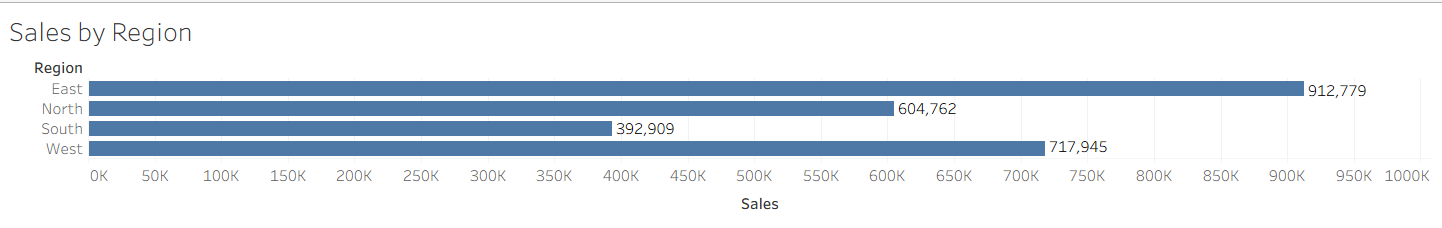 Sales by Region
Region
East 912,779
North 604,762
South 392,909
West 717,945
0K 50K 100K 150K 200K 250K 300K 350K 400K 450K 500K 550K 600K 650K 700K 750K 800K 850K 900K 950K 1000K
Sales